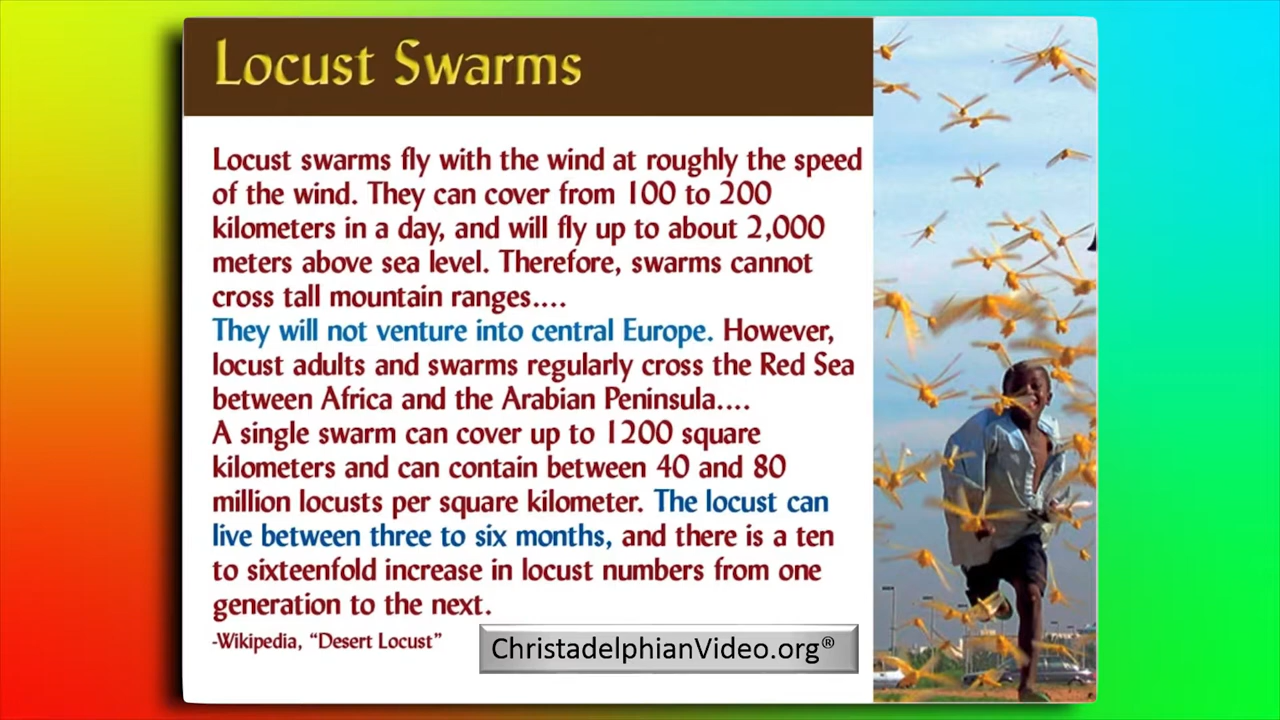 Locust Swarms
Locust swarms fly with the wind at roughly the speed
of the wind. They can cover from 100 to 200
kilometers in a day, and will fly up to about 2,000
meters above sea level. Therefore, swarms cannot
cross tall mountain ranges....
They will not venture into central Europe. However,
locust adults and swarms regularly cross the Red Sea
between Africa and the Arabian Peninsula....
A single swarm can cover up to 1200 square
kilometers and can contain between 40 and 80
million locusts per square kilometer. The locust can
live between three to six months, and there is a ten
to sixteenfold increase in locust numbers from one
generation to the next.
-Wikipedia, “Desert Locust”
ChristadelphianVideo.org®